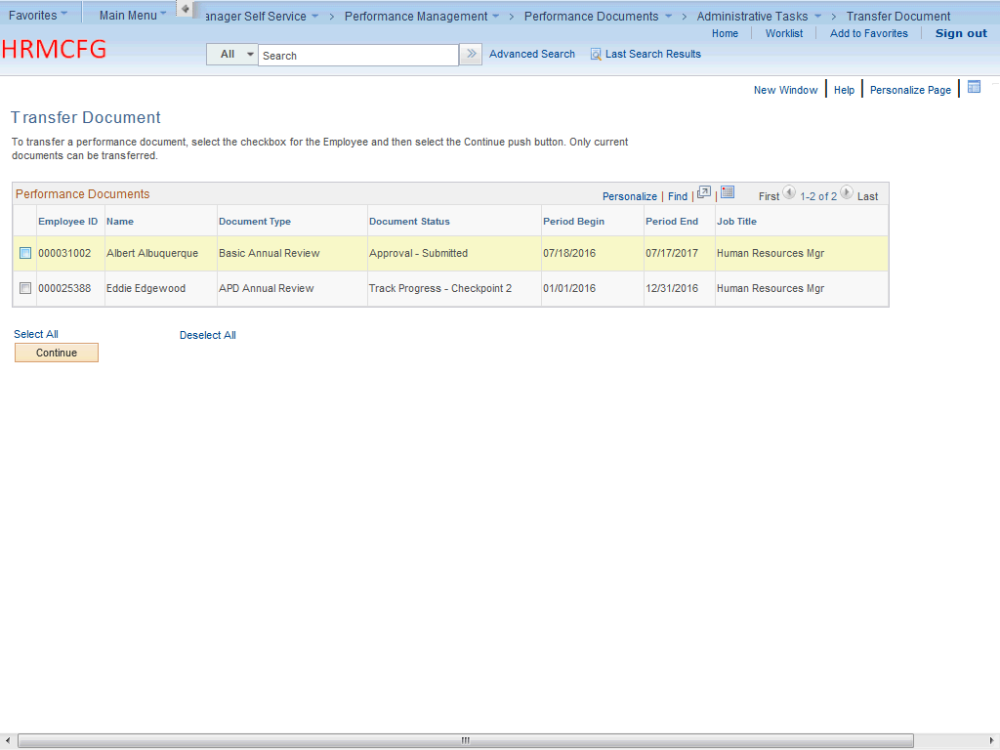 Favorites Main Menu anager Self Service > Performance Management > Performance Documents > Administrative Tasks > Transfer Document
Home Worklist Add to Favorites Sign out
HRMCFG
All Search Advanced Search Last Search Results
New Window Help Personalize Page
Transfer Document
To transfer a performance document, select the checkbox for the Employee and then select the Continue push button. Only current
documents can be transferred.
Performance Documents Personalize | Find | | First 1-2 of 2 Last
Employee ID Name Document Type Document Status Period Begin Period End Job Title
000031002 Albert Albuquerque Basic Annual Review Approval - Submitted 07/18/2016 07/17/2017 Human Resources Mgr
000025388 Eddie Edgewood APD Annual Review Track Progress - Checkpoint 2 01/01/2016 12/31/2016 Human Resources Mgr
Select All Deselect All
Continue